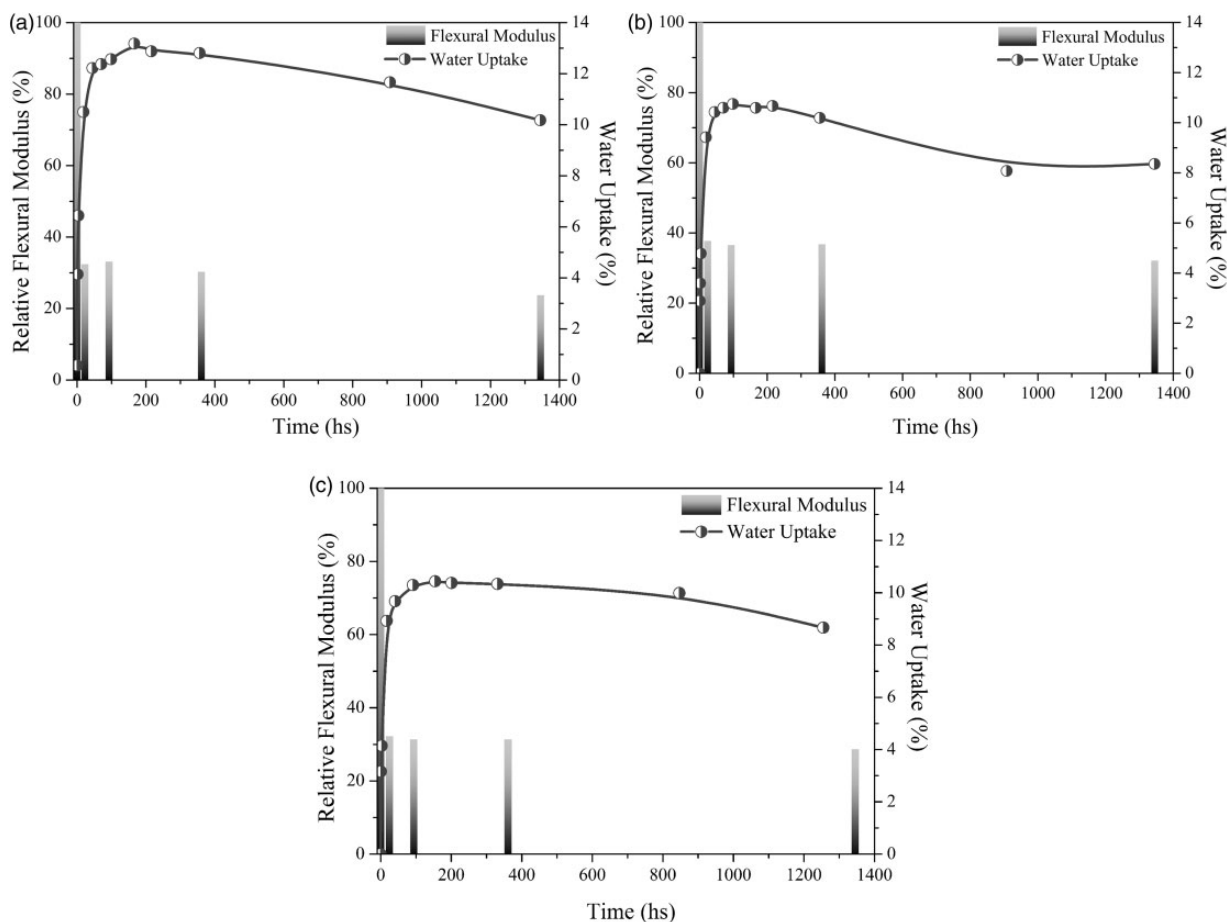 (a)
Relative Flexural Modulus (%)
100
80
60
40
20
0
Flexural Modulus
Water Uptake
14
12
10
8
6
4
2
0
Water Uptake (%)
0 200 400 600 800 1000 1200 1400
Time (hs)
(b)
Relative Flexural Modulus (%)
100
80
60
40
20
0
Flexural Modulus
Water Uptake
14
12
10
8
6
4
2
0
Water Uptake (%)
0 200 400 600 800 1000 1200 1400
Time (hs)
(c)
Relative Flexural Modulus (%)
100
80
60
40
20
0
Flexural Modulus
Water Uptake
14
12
10
8
6
4
2
0
Water Uptake (%)
0 200 400 600 800 1000 1200 1400
Time (hs)